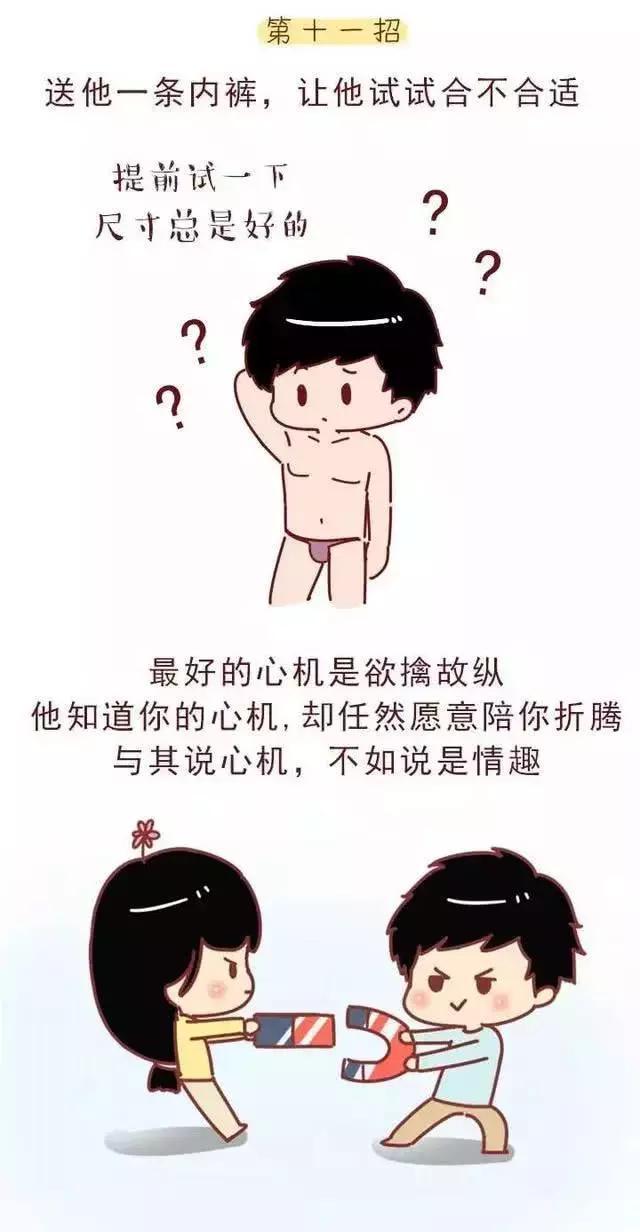 第十一招
送他一条内裤，让他试试合不合适
提前试一下
尺寸总是好的
?
?
?
?
最好的心机是欲擒故纵
他知道你的心机,却任然愿意陪你折腾
与其说心机，不如说是情趣